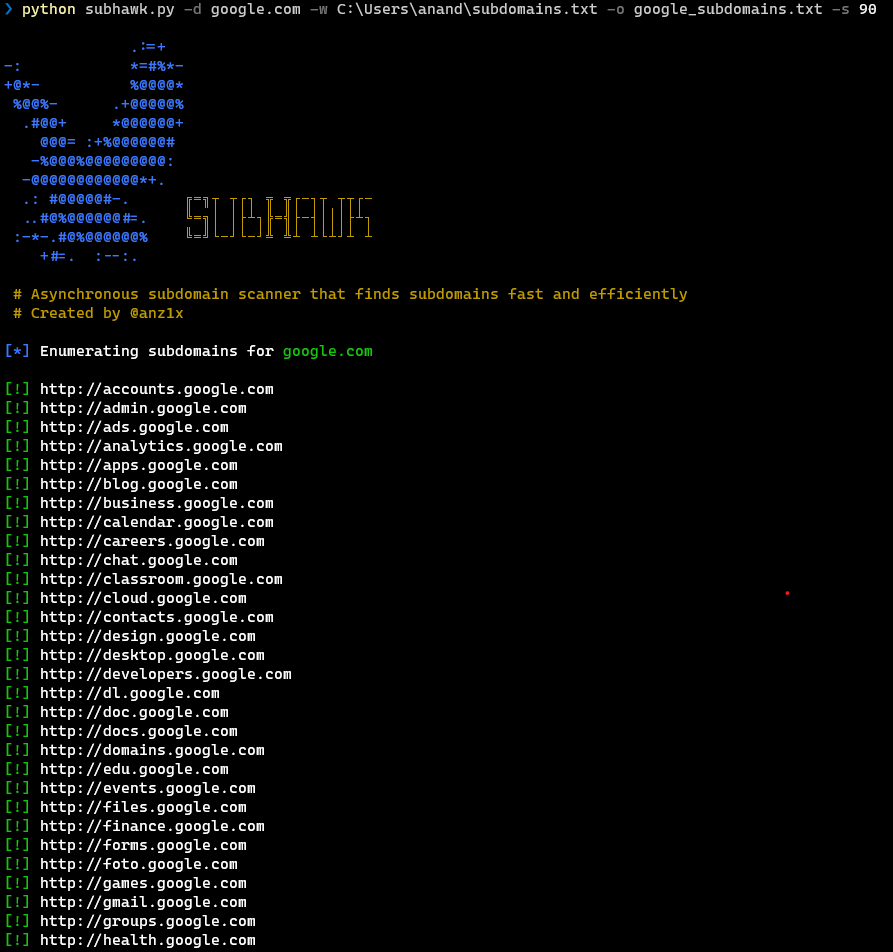 ❯ python subhawk.py -d google.com -w C:\Users\anand\subdomains.txt -o google_subdomains.txt -s 90
SUBHAWK
# Asynchronous subdomain scanner that finds subdomains fast and efficiently
# Created by @anz1x
[*] Enumerating subdomains for google.com
[!] http://accounts.google.com
[!] http://admin.google.com
[!] http://ads.google.com
[!] http://analytics.google.com
[!] http://apps.google.com
[!] http://blog.google.com
[!] http://business.google.com
[!] http://calendar.google.com
[!] http://careers.google.com
[!] http://chat.google.com
[!] http://classroom.google.com
[!] http://cloud.google.com
[!] http://contacts.google.com
[!] http://design.google.com
[!] http://desktop.google.com
[!] http://developers.google.com
[!] http://dl.google.com
[!] http://doc.google.com
[!] http://docs.google.com
[!] http://domains.google.com
[!] http://edu.google.com
[!] http://events.google.com
[!] http://files.google.com
[!] http://finance.google.com
[!] http://forms.google.com
[!] http://foto.google.com
[!] http://games.google.com
[!] http://gmail.google.com
[!] http://groups.google.com
[!] http://health.google.com